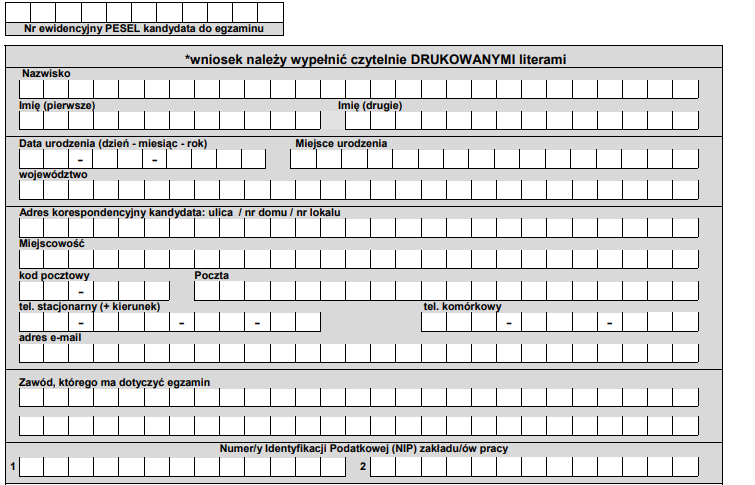 Nr ewidencyjny PESEL kandydata do egzaminu
*wniosek należy wypełnić czytelnie DRUKOWANYMI literami
Nazwisko
Imię (pierwsze) Imię (drugie)
Data urodzenia (dzień - miesiąc - rok) Miejsce urodzenia
- -
województwo
Adres korespondencyjny kandydata: ulica / nr domu / nr lokalu
Miejscowość
kod pocztowy Poczta
-
tel. stacjonarny (+ kierunek) tel. komórkowy
- - - - -
adres e-mail
Zawód, którego ma dotyczyć egzamin
Numer/y Identyfikacji Podatkowej (NIP) zakładu/ów pracy
1 2